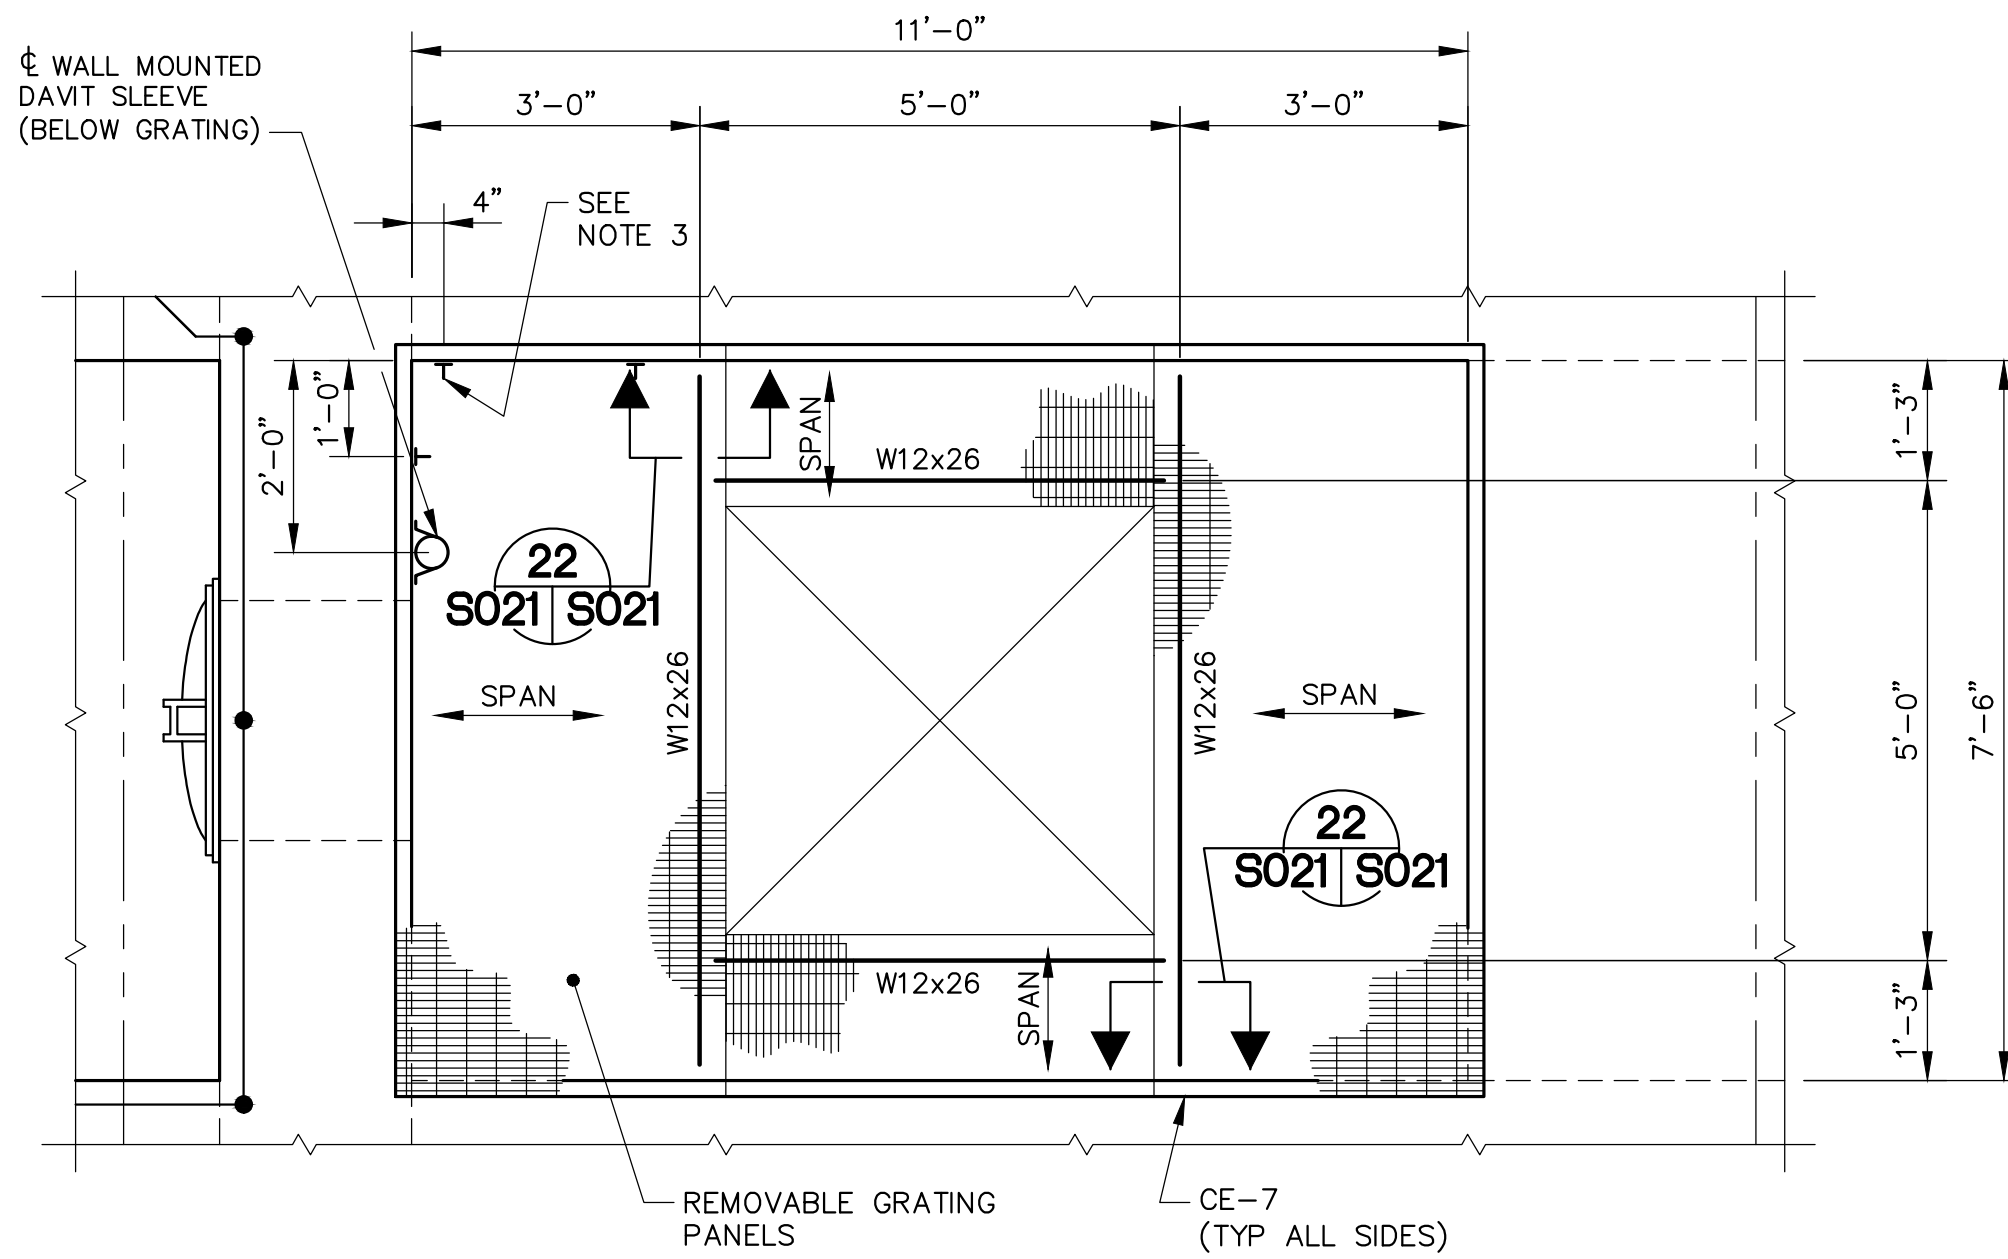 11'-0"
℄ WALL MOUNTED
DAVIT SLEEVE
(BELOW GRATING)
3'-0"
5'-0"
3'-0"
4"
SEE
NOTE 3
1'-0"
2'-0"
SPAN
W12x26
1'-3"
22
S021 S021
W12x26
W12x26
SPAN
SPAN
5'-0"
7'-6"
22
S021 S021
W12x26
SPAN
1'-3"
REMOVABLE GRATING
PANELS
CE-7
(TYP ALL SIDES)